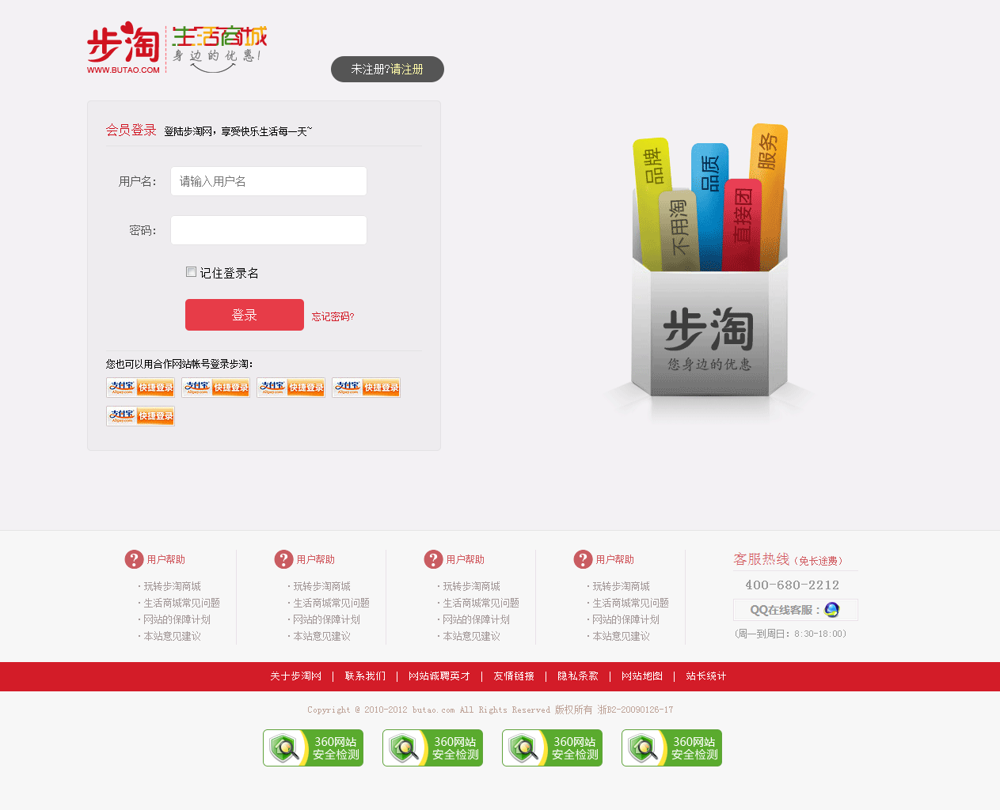 步淘 生活商城
WWW.BUTAO.COM 身边的优惠!
未注册?请注册
会员登录 登陆步淘网，享受快乐生活每一天~
用户名: 请输入用户名
密码:
记住登录名
登录 忘记密码?
您也可以用合作网站帐号登录步淘:
支付宝 Alipay.com 快捷登录 支付宝 Alipay.com 快捷登录 支付宝 Alipay.com 快捷登录 支付宝 Alipay.com 快捷登录
支付宝 Alipay.com 快捷登录
品牌
不用淘
品质
直接团
服务
步淘
您身边的优惠
? 用户帮助
· 玩转步淘商城
· 生活商城常见问题
· 网站的保障计划
· 本站意见建议
? 用户帮助
· 玩转步淘商城
· 生活商城常见问题
· 网站的保障计划
· 本站意见建议
? 用户帮助
· 玩转步淘商城
· 生活商城常见问题
· 网站的保障计划
· 本站意见建议
? 用户帮助
· 玩转步淘商城
· 生活商城常见问题
· 网站的保障计划
· 本站意见建议
客服热线（免长途费）
400-680-2212
QQ在线客服：
(周一到周日: 8:30-18:00)
关于步淘网 | 联系我们 | 网站诚聘英才 | 友情链接 | 隐私条款 | 网站地图 | 站长统计
Copyright @ 2010-2012 butao.com All Rights Reserved 版权所有 浙B2-20090126-17
360网站 360网站 360网站 360网站
安全检测 安全检测 安全检测 安全检测